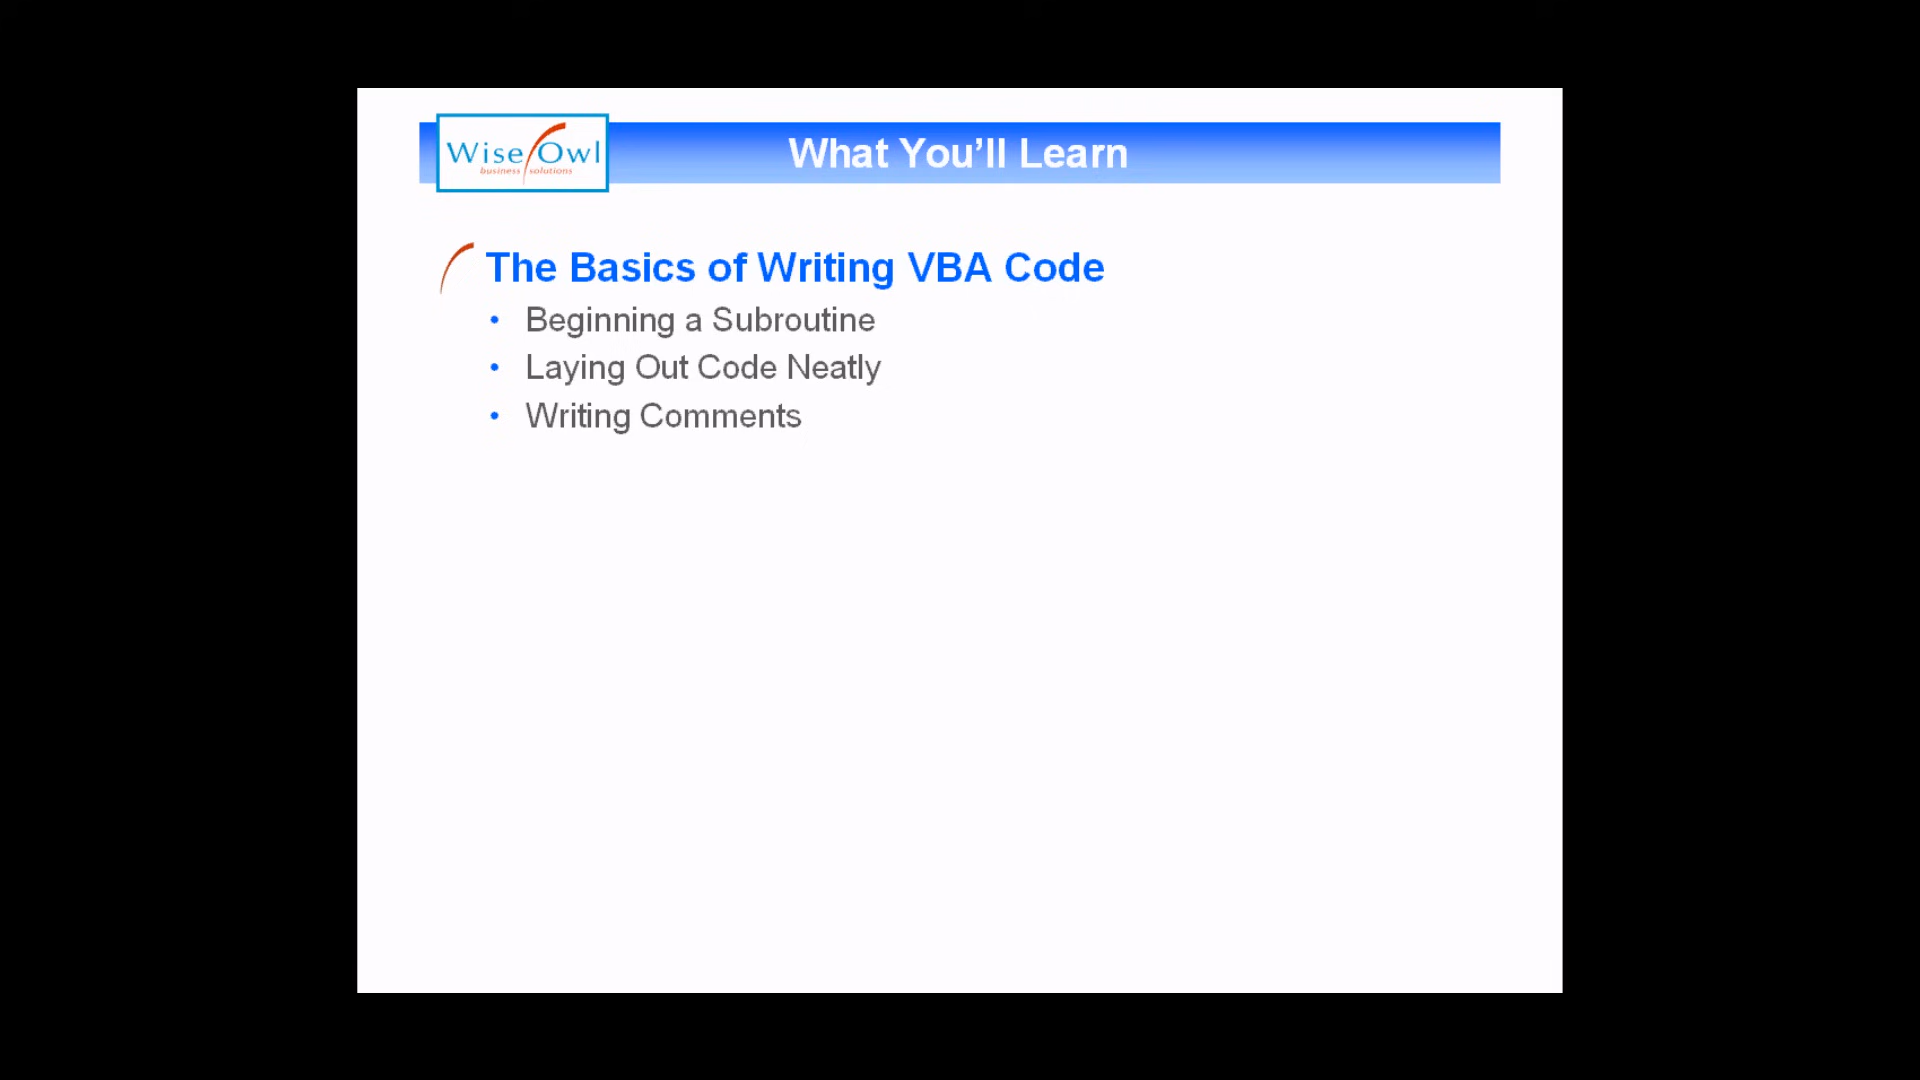 Wise Owl
business solutions
What You’ll Learn
The Basics of Writing VBA Code
• Beginning a Subroutine
• Laying Out Code Neatly
• Writing Comments